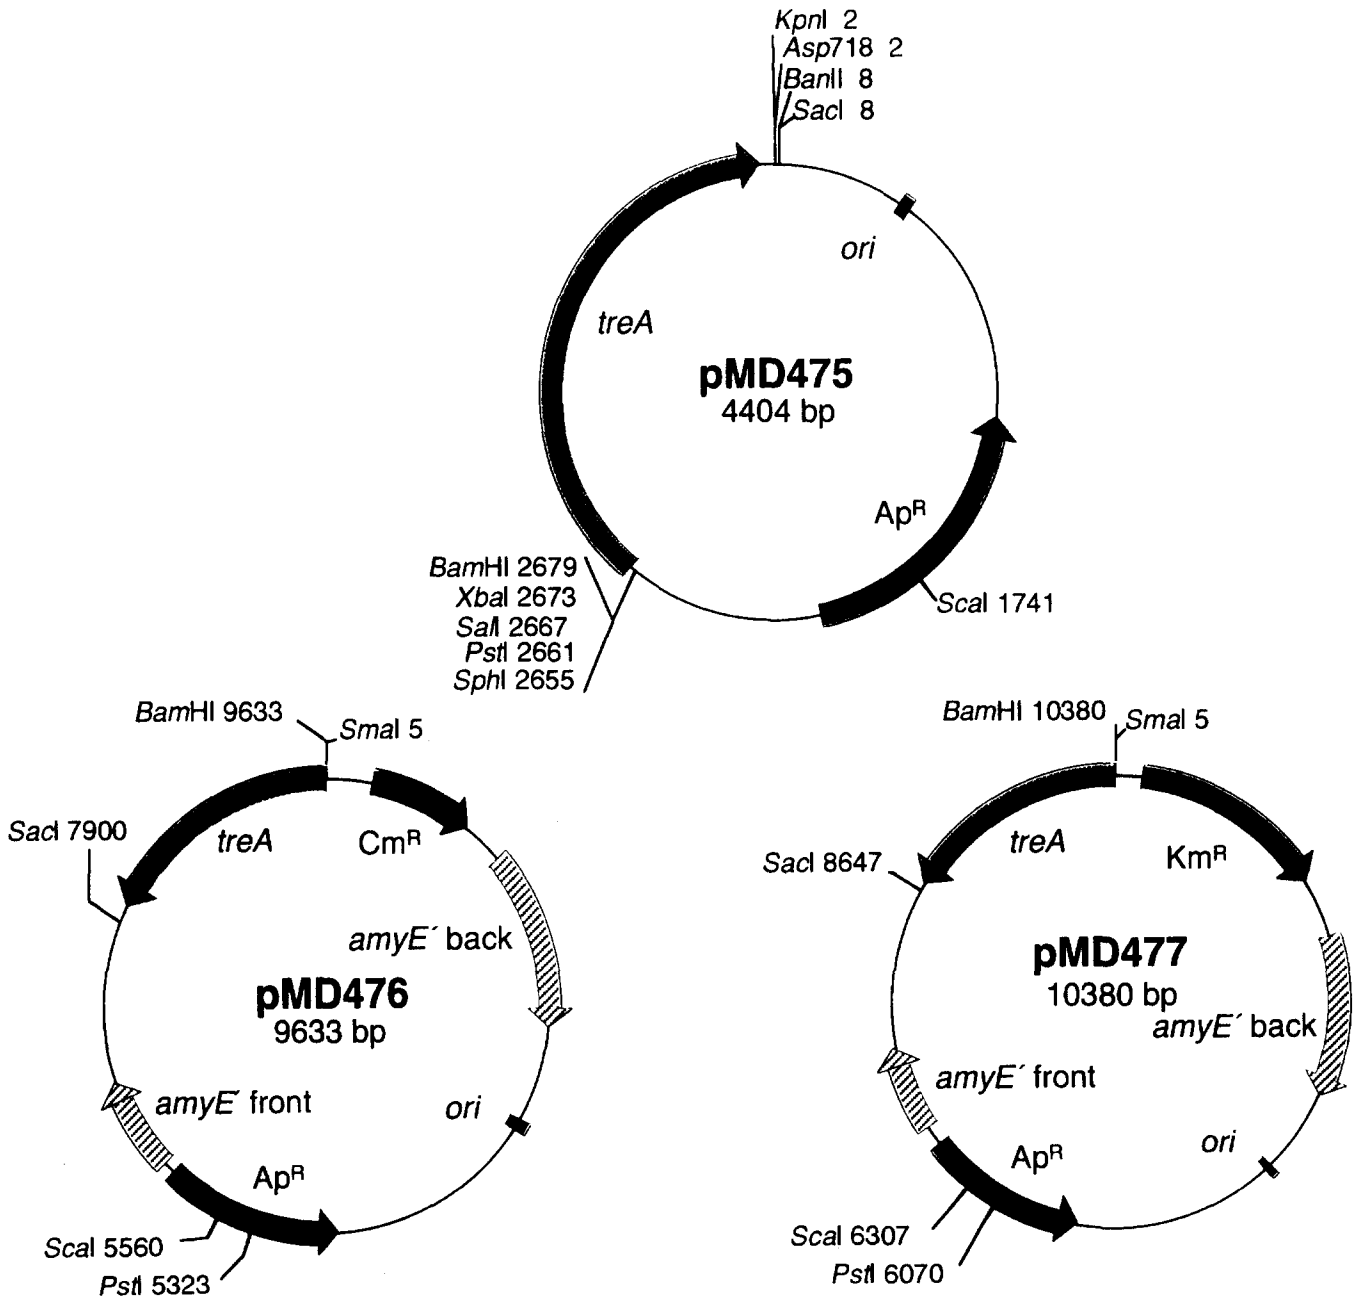 KpnI 2
Asp718 2
BanII 8
SacI 8
ori
treA
pMD475
4404 bp
ApR
BamHI 2679
XbaI 2673
SalI 2667
PstI 2661
SphI 2655
ScaI 1741
BamHI 9633
SmaI 5
SacI 7900
treA
CmR
amyE´ back
pMD476
9633 bp
amyE´ front
ori
ApR
ScaI 5560
PstI 5323
BamHI 10380
SmaI 5
SacI 8647
treA
KmR
pMD477
10380 bp
amyE´ back
amyE´ front
ori
ApR
ScaI 6307
PstI 6070